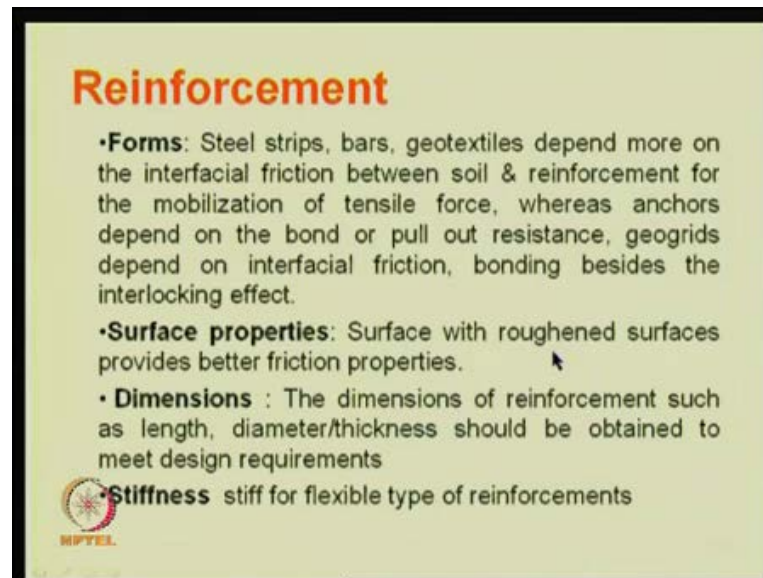 Reinforcement
•Forms: Steel strips, bars, geotextiles depend more on
the interfacial friction between soil & reinforcement for
the mobilization of tensile force, whereas anchors
depend on the bond or pull out resistance, geogrids
depend on interfacial friction, bonding besides the
interlocking effect.
•Surface properties: Surface with roughened surfaces
provides better friction properties.
• Dimensions : The dimensions of reinforcement such
as length, diameter/thickness should be obtained to
meet design requirements
•Stiffness stiff for flexible type of reinforcements
NPTEL